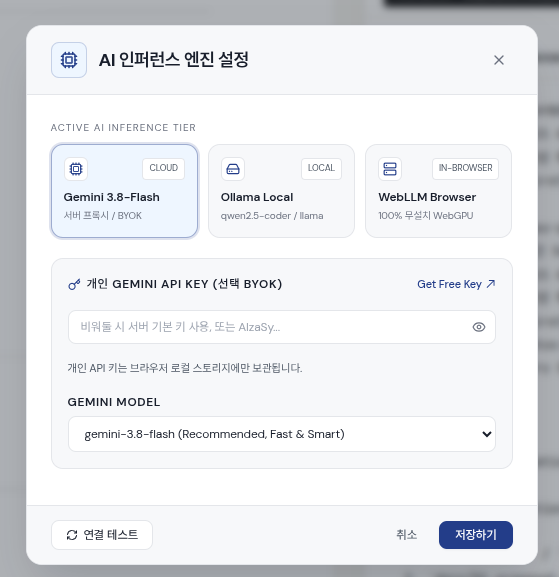 AI 인퍼런스 엔진 설정
ACTIVE AI INFERENCE TIER
CLOUD
Gemini 3.8-Flash
서버 프록시 / BYOK
LOCAL
Ollama Local
qwen2.5-coder / llama
IN-BROWSER
WebLLM Browser
100% 무설치 WebGPU
개인 GEMINI API KEY (선택 BYOK)
Get Free Key ↗
비워둘 시 서버 기본 키 사용, 또는 AIzaSy...
개인 API 키는 브라우저 로컬 스토리지에만 보관됩니다.
GEMINI MODEL
gemini-3.8-flash (Recommended, Fast & Smart)
연결 테스트
취소
저장하기